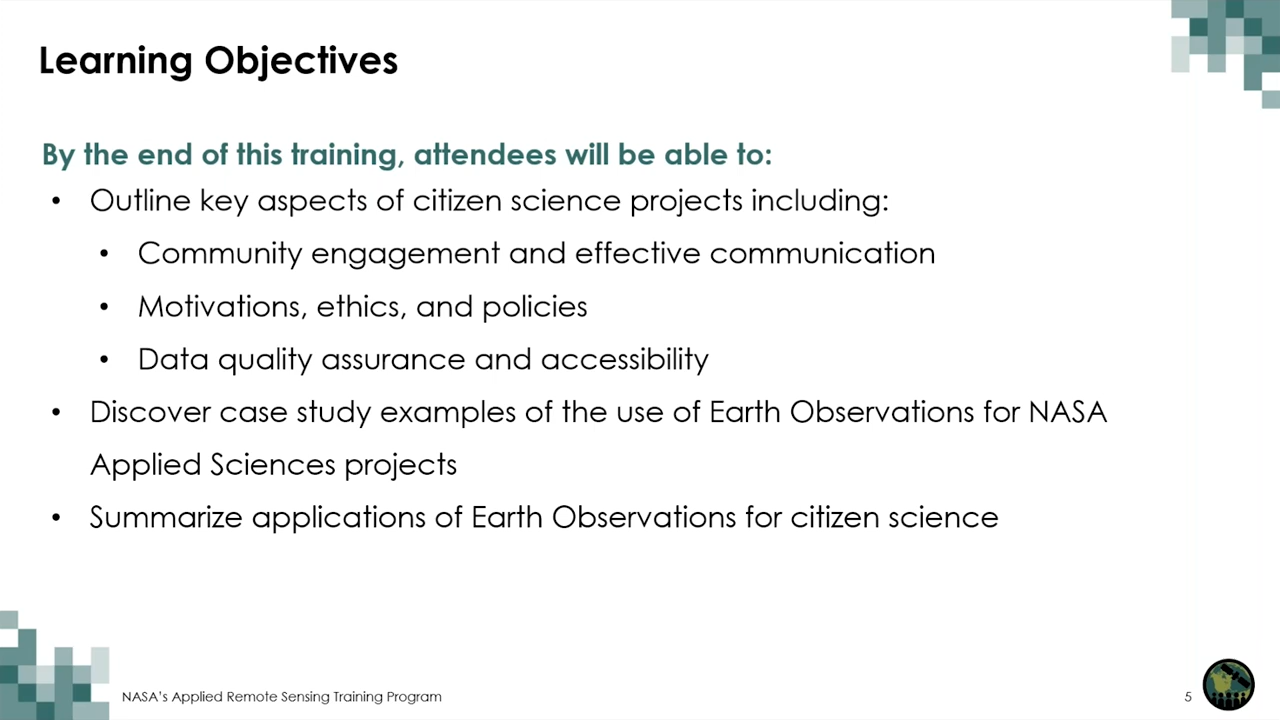 Learning Objectives
By the end of this training, attendees will be able to:
• Outline key aspects of citizen science projects including:
• Community engagement and effective communication
• Motivations, ethics, and policies
• Data quality assurance and accessibility
• Discover case study examples of the use of Earth Observations for NASA
Applied Sciences projects
• Summarize applications of Earth Observations for citizen science
NASA's Applied Remote Sensing Training Program
5